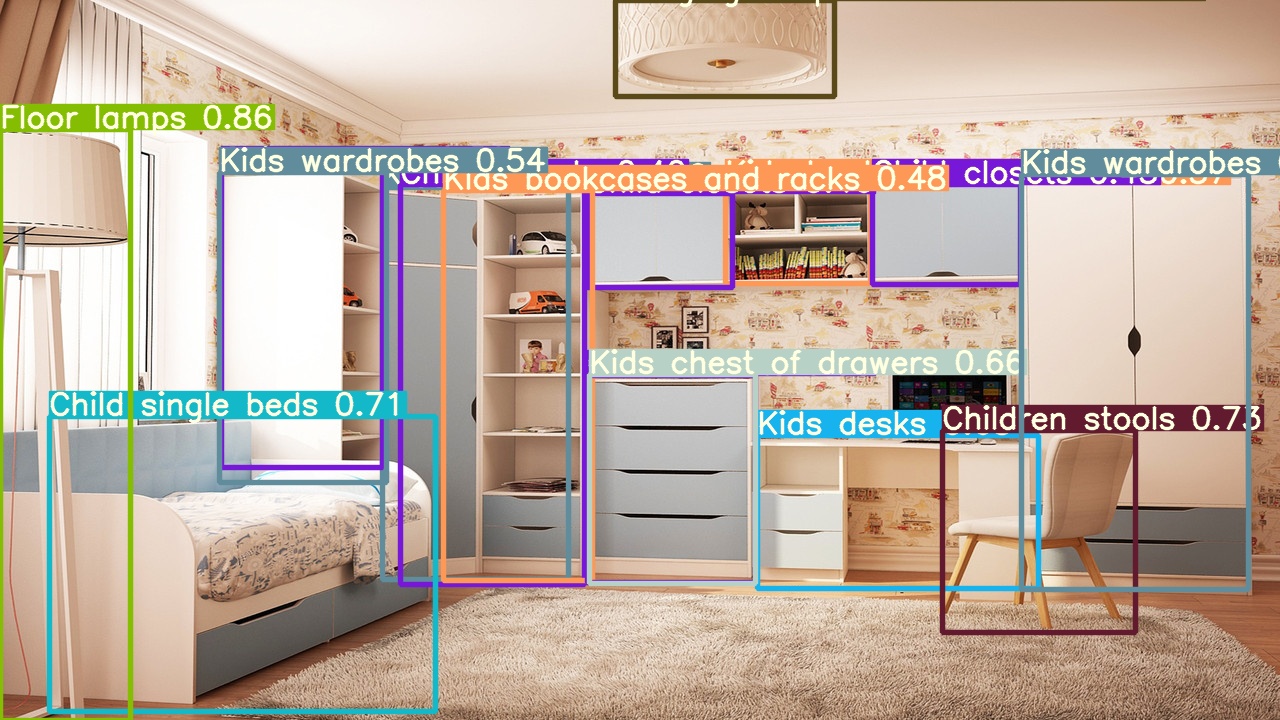 Floor lamps 0.86
Kids wardrobes 0.54
Kids wardrobes
closets
Kids bookcases and racks 0.48
Kids chest of drawers 0.66
Child single beds 0.71
Kids desks
Children stools 0.73